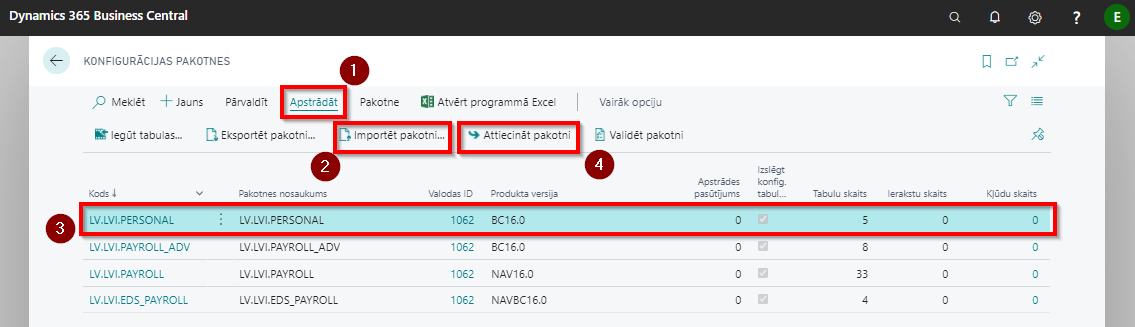 Dynamics 365 Business Central
?
E
KONFIGURĀCIJAS PAKOTNES
1
Meklēt Jauns Pārvaldīt Apstrādāt Pakotne Atvērt programmā Excel Vairāk opciju
Iegūt tabulas... Eksportēt pakotni... Importēt pakotni... Attiecināt pakotni Validēt pakotni
2 4
Kods ↓ Pakotnes nosaukums Valodas ID Produkta versija Apstrādes pasūtījums Izslēgt konfig. tabul... Tabulu skaits Ierakstu skaits Kļūdu skaits
3
LV.LVI.PERSONAL LV.LVI.PERSONAL 1062 BC16.0 0 5 0 0
LV.LVI.PAYROLL_ADV LV.LVI.PAYROLL_ADV 1062 BC16.0 0 8 0 0
LV.LVI.PAYROLL LV.LVI.PAYROLL 1062 NAV16.0 0 33 0 0
LV.LVI.EDS_PAYROLL LV.LVI.EDS_PAYROLL 1062 NAVBC16.0 0 4 0 0